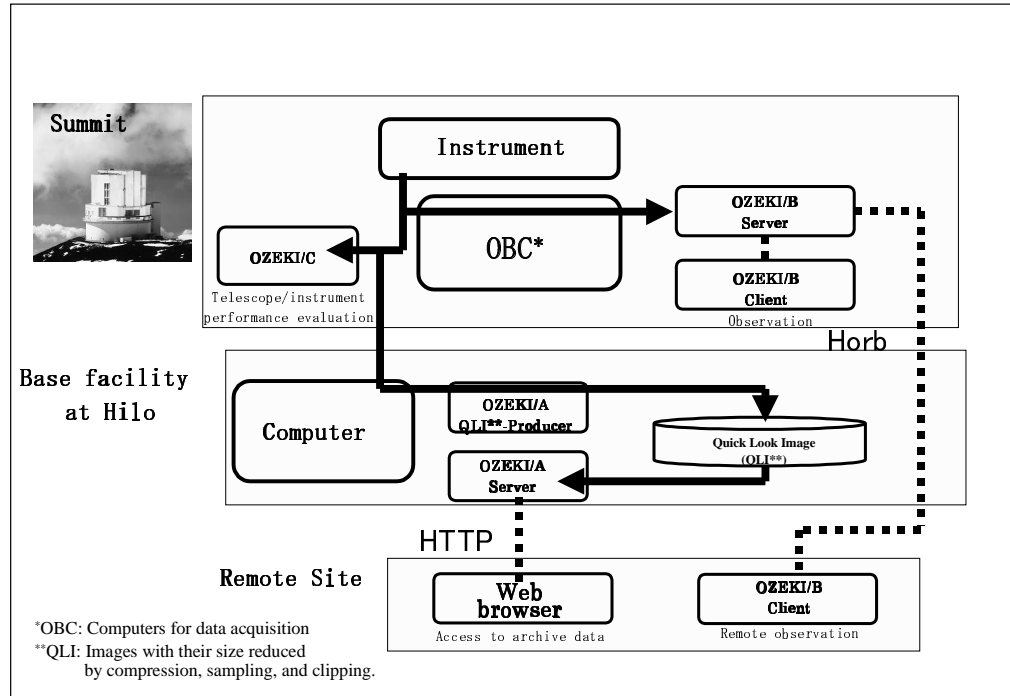 Summit
Instrument
OBC*
OZEKI/B
Server
OZEKI/C
OZEKI/B
Client
Telescope/instrument
performance evaluation
Observation
Horb
Base facility
at Hilo
Computer
OZEKI/A
QLI**-Producer
Quick Look Image
(QLI**)
OZEKI/A
Server
HTTP
Remote Site
Web
browser
OZEKI/B
Client
Access to archive data
Remote observation
*OBC: Computers for data acquisition
**QLI: Images with their size reduced
by compression, sampling, and clipping.